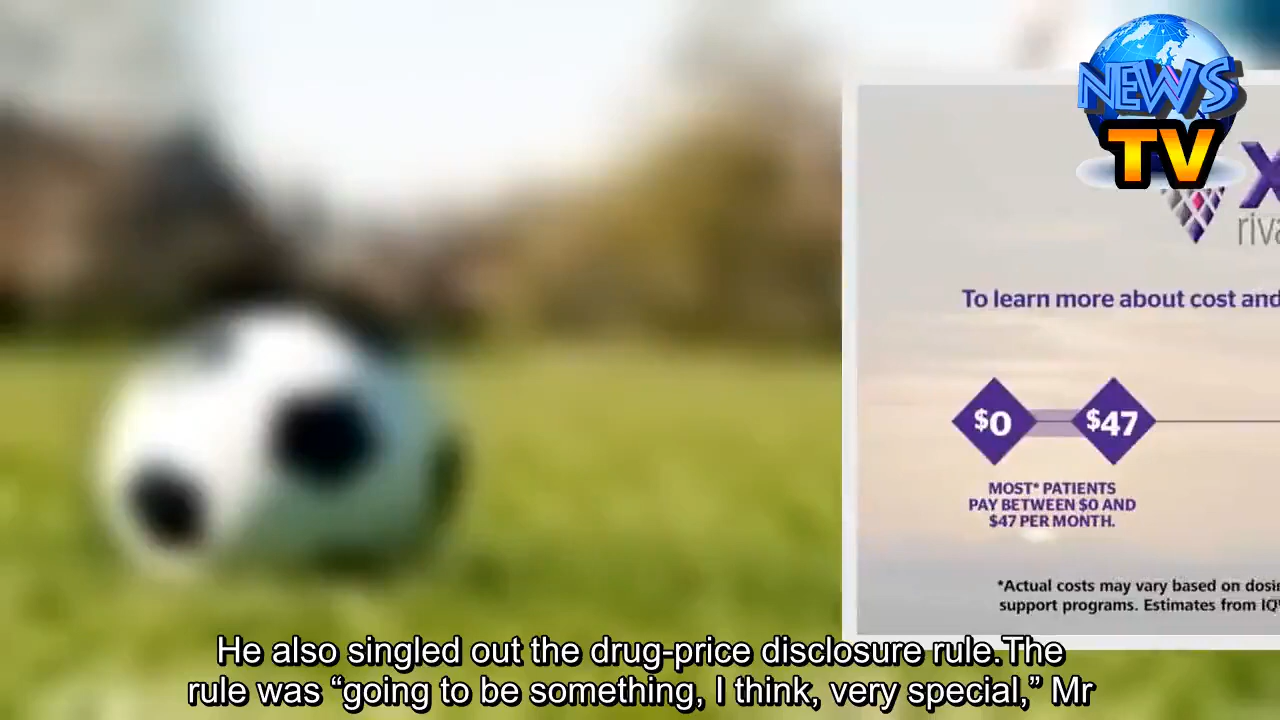 NEWS
TV
X
riva
To learn more about cost and
$0
$47
MOST* PATIENTS
PAY BETWEEN $0 AND
$47 PER MONTH.
*Actual costs may vary based on
support programs. Estimates from
He also singled out the drug-price disclosure rule.The
rule was “going to be something, I think, very special,” Mr